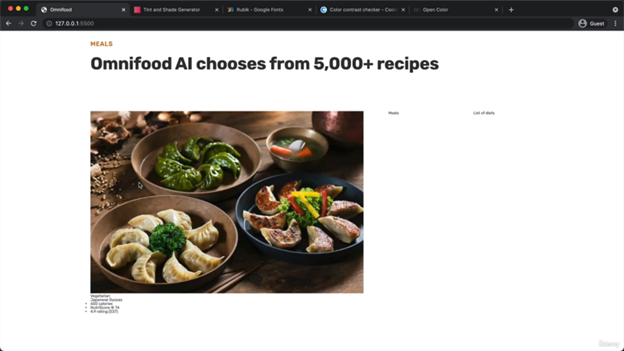 Omnifood
Tint and Shade Generator
Rubik - Google Fonts
Color contrast checker - Coo
Open Color
127.0.0.1:5500
Guest
MEALS
Omnifood AI chooses from 5,000+ recipes
Meals
List of diets
Vegetarian
Japanese Gyozas
650 calories
NutriScore ® 74
4.9 rating (537)
Udemy